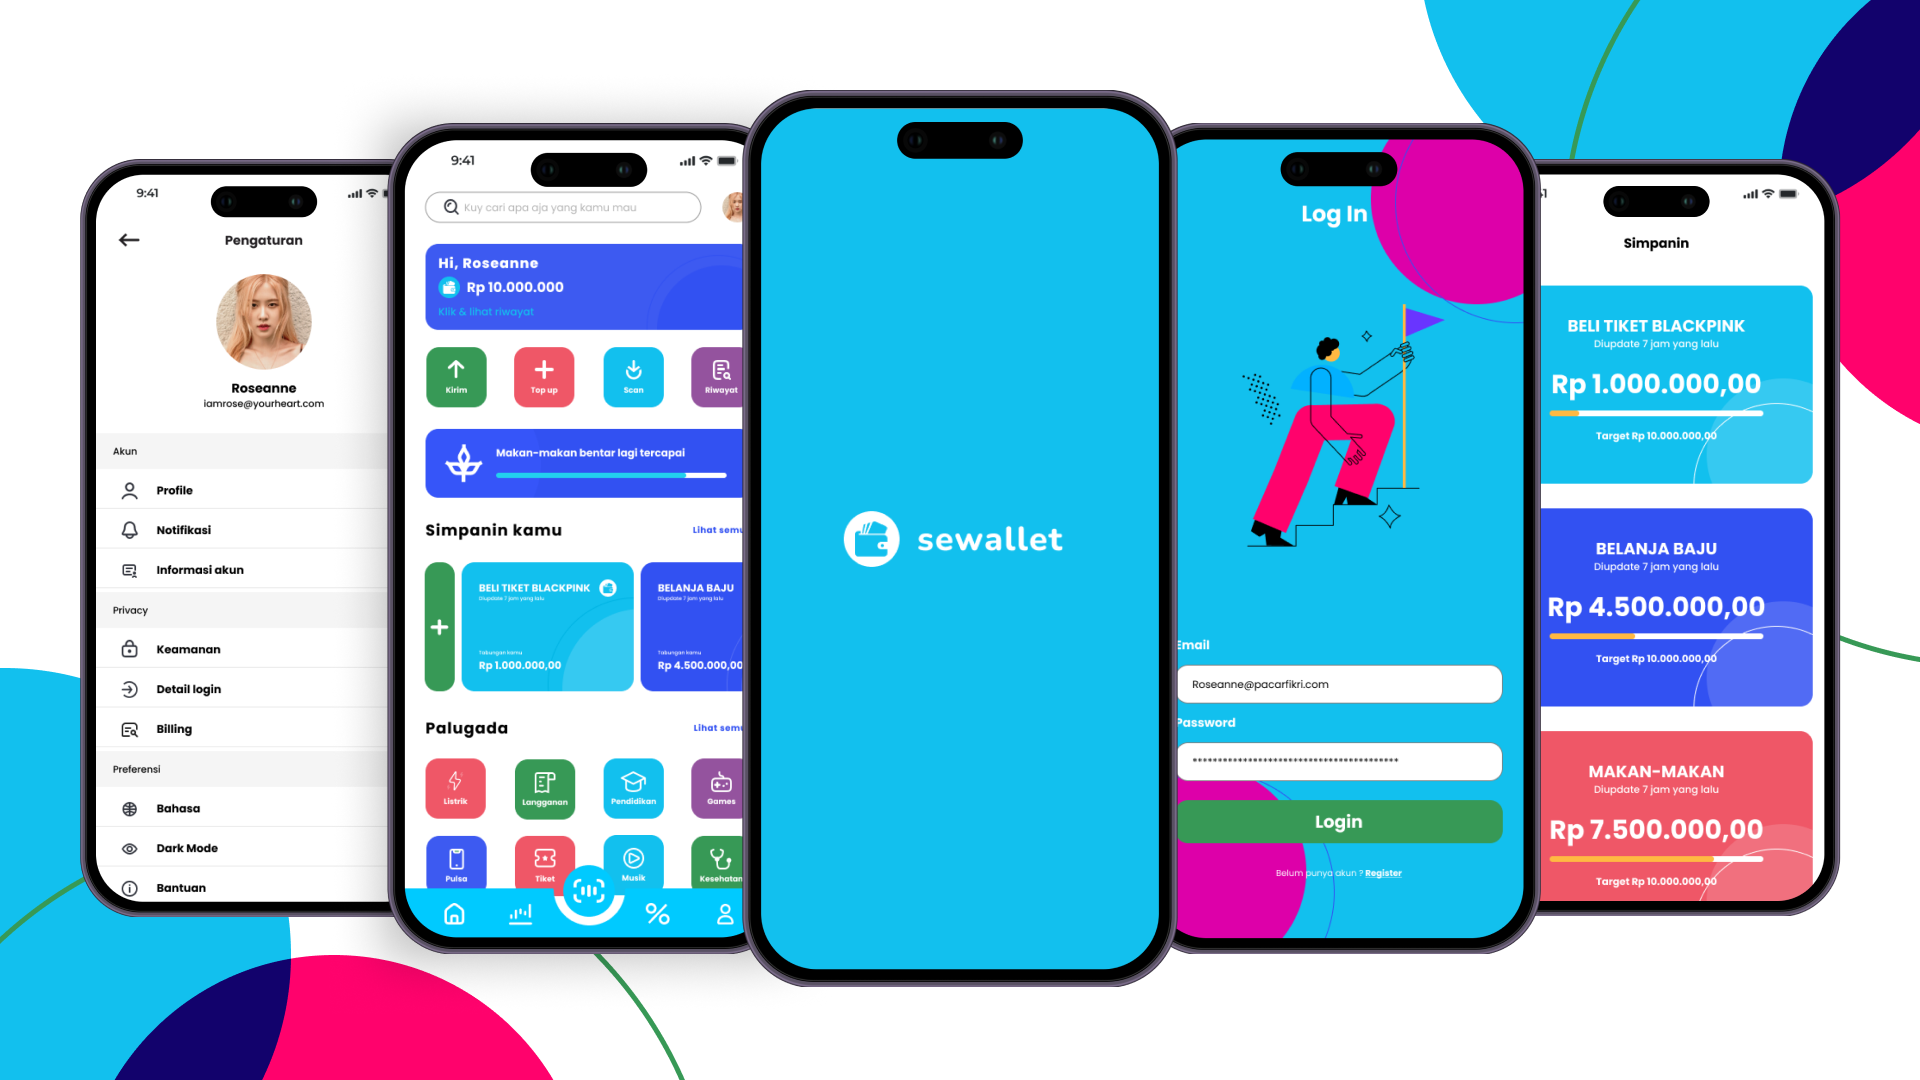 9:41
Pengaturan
Roseanne
iamrose@yourheart.com
Akun
Profile
Notifikasi
Informasi akun
Privacy
Keamanan
Detail login
Billing
Preferensi
Bahasa
Dark Mode
Bantuan
9:41
Kuy cari apa aja yang kamu mau
Hi, Roseanne
Rp 10.000.000
Klik & lihat riwayat
Kirim
Top up
Scan
Riwayat
Makan-makan bentar lagi tercapai
Simpanin kamu
Lihat semu
BELI TIKET BLACKPINK
Diupdate 7 jam yang lalu
Tabungan kamu
Rp 1.000.000,00
BELANJA BAJU
Diupdate 7 jam yang lalu
Tabungan kamu
Rp 4.500.000,00
Palugada
Lihat semu
Listrik
Langganan
Pendidikan
Games
Pulsa
Tiket
Musik
Kesehatan
sewallet
Log In
Email
Roseanne@pacarfikri.com
Password
*****************************************
Login
Belum punya akun ? Register
41
Simpanin
BELI TIKET BLACKPINK
Diupdate 7 jam yang lalu
Rp 1.000.000,00
Target Rp 10.000.000,00
BELANJA BAJU
Diupdate 7 jam yang lalu
Rp 4.500.000,00
Target Rp 10.000.000,00
MAKAN-MAKAN
Diupdate 7 jam yang lalu
Rp 7.500.000,00
Target Rp 10.000.000,00